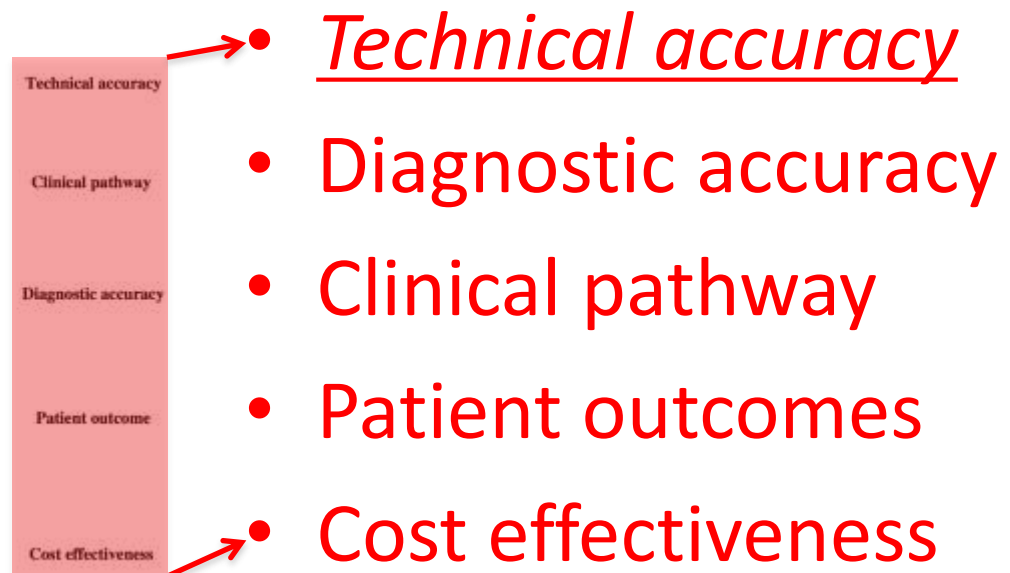 Technical accuracy
Clinical pathway
Diagnostic accuracy
Patient outcome
Cost effectiveness
• Technical accuracy
• Diagnostic accuracy
• Clinical pathway
• Patient outcomes
• Cost effectiveness